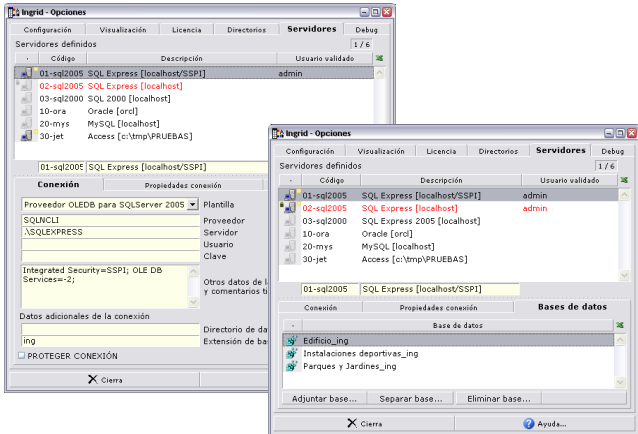 Ingrid - Opciones
Configuración Visualización Licencia Directorios Servidores Debug
Servidores definidos 1 / 6
· Código Descripción Usuario validado
01-sql2005 SQL Express [localhost/SSPI] admin
02-sql2005 SQL Express [localhost]
03-sql2000 SQL 2000 [localhost]
10-ora Oracle [orcl]
20-mys MySQL [localhost]
30-jet Access [c:\tmp\PRUEBAS]
01-sql2005 SQL Express [localhost/SSPI]
Conexión Propiedades conexión
Proveedor OLEDB para SQLServer 2005 Plantilla
SQLNCLI Proveedor
.\SQLEXPRESS Servidor
Usuario
Clave
Integrated Security=SSPI; OLE DB
Services=-2;
Otros datos de l
y comentarios ti
Datos adicionales de la conexión
Directorio de da
ing Extensión de ba
PROTEGER CONEXIÓN
Cierra
Ingrid - Opciones
Configuración Visualización Licencia Directorios Servidores Debug
Servidores definidos 1 / 6
· Código Descripción Usuario validado
01-sql2005 SQL Express [localhost/SSPI] admin
02-sql2005 SQL Express [localhost] admin
03-sql2000 SQL Express 2005 [localhost]
10-ora Oracle [orcl]
20-mys MySQL [localhost]
30-jet Access [c:\tmp\PRUEBAS]
01-sql2005 SQL Express [localhost/SSPI]
Conexión Propiedades conexión Bases de datos
· Base de datos
Edificio_ing
Instalaciones deportivas_ing
Parques y Jardines_ing
Adjuntar base... Separar base... Eliminar base...
Cierra Ayuda...